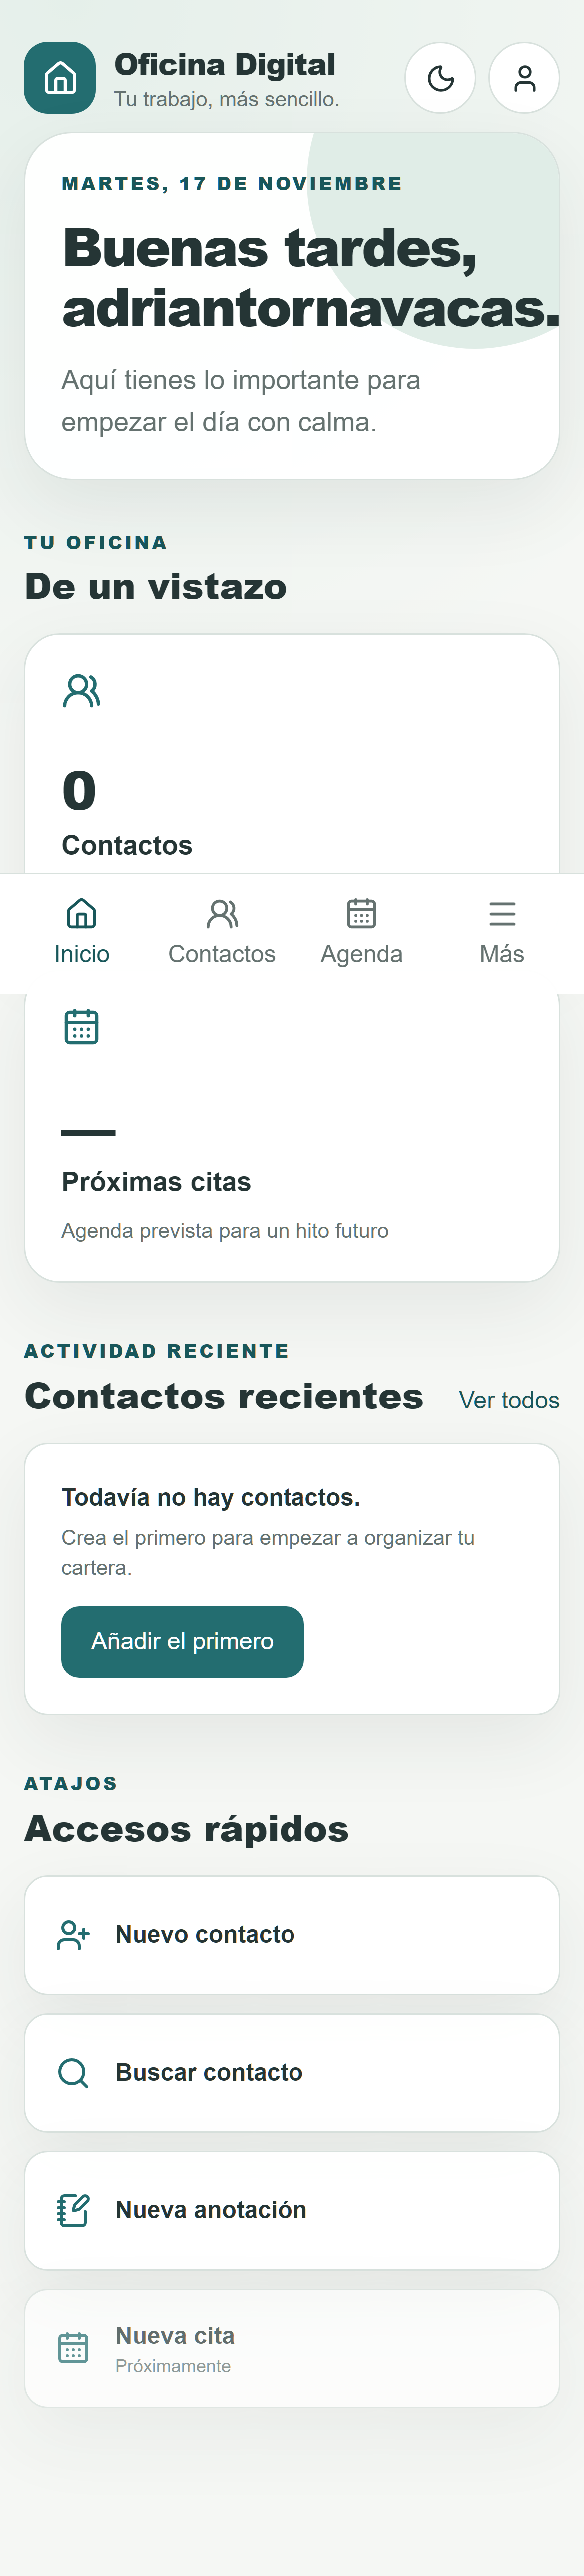 Oficina Digital
Tu trabajo, más sencillo.
MARTES, 17 DE NOVIEMBRE
Buenas tardes,
adriantornavacas.
Aquí tienes lo importante para
empezar el día con calma.
TU OFICINA
De un vistazo
0
Contactos
Inicio
Contactos
Agenda
Más
—
Próximas citas
Agenda prevista para un hito futuro
ACTIVIDAD RECIENTE
Contactos recientes
Ver todos
Todavía no hay contactos.
Crea el primero para empezar a organizar tu
cartera.
Añadir el primero
ATAJOS
Accesos rápidos
Nuevo contacto
Buscar contacto
Nueva anotación
Nueva cita
Próximamente